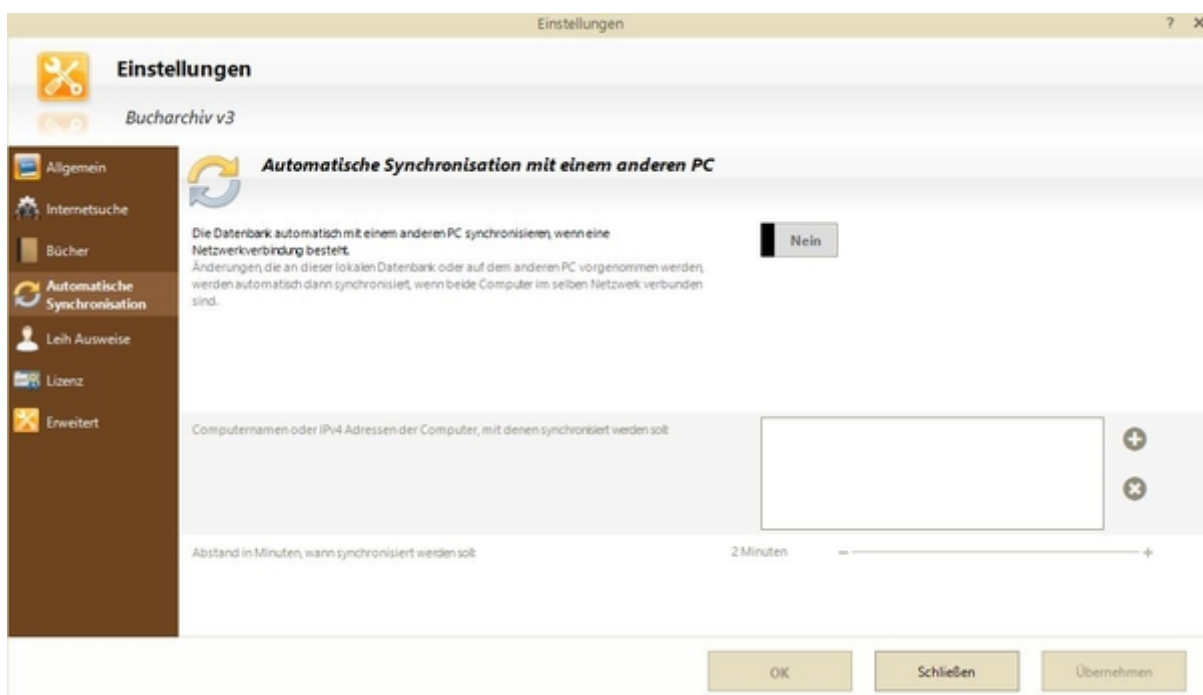 Einstellungen
Einstellungen
Bucharchiv v3
Allgemein
Internetsuche
Bücher
Automatische
Synchronisation
Leih Ausweise
Lizenz
Erweitert
Automatische Synchronisation mit einem anderen PC
Die Datenbank automatisch mit einem anderen PC synchronisieren, wenn eine
Netzwerkverbindung besteht.
Nein
Änderungen, die an dieser lokalen Datenbank oder auf dem anderen PC vorgenommen werden,
werden automatisch dann synchronisiert, wenn beide Computer im selben Netzwerk verbunden
sind.
Computernamen oder IPv4 Adressen der Computer, mit denen synchronisiert werden soll:
Abstand in Minuten, wann synchronisiert werden soll:
2 Minuten
OK
Schließen
Übernehmen